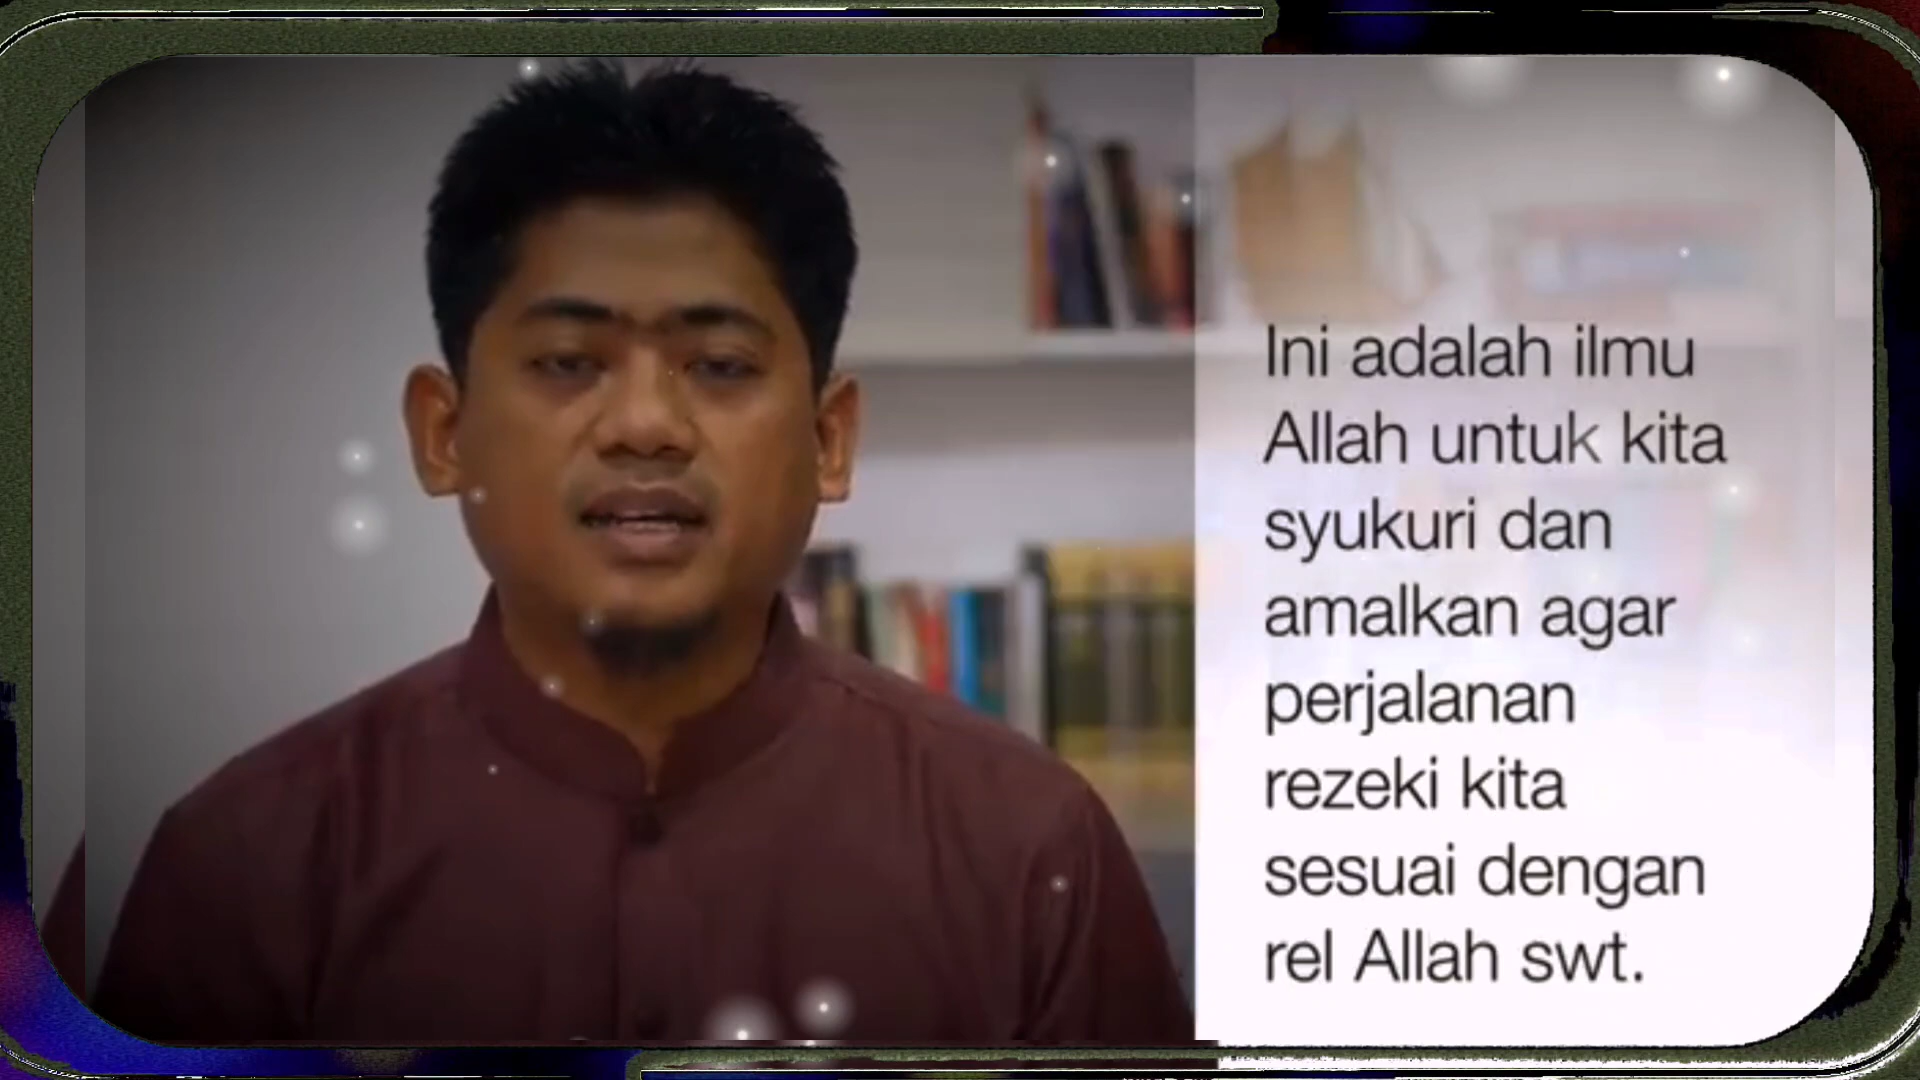 Ini adalah ilmu
Allah untuk kita
syukuri dan
amalkan agar
perjalanan
rezeki kita
sesuai dengan
rel Allah swt.